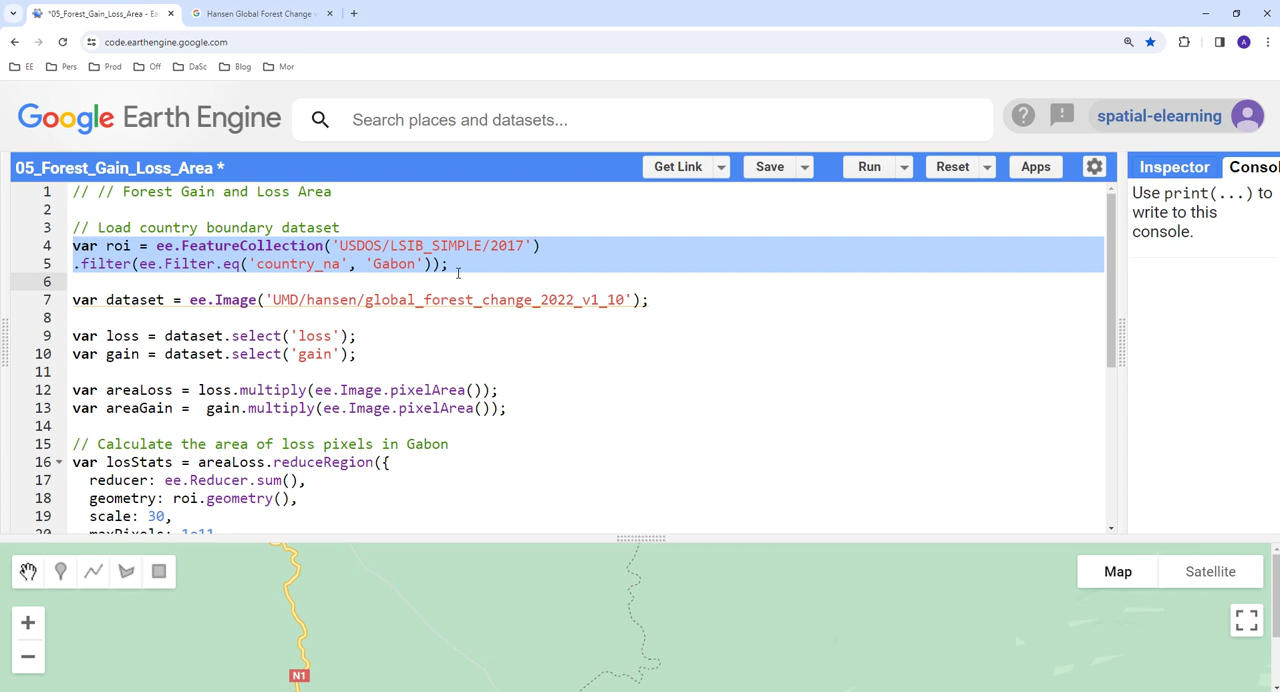 *05_Forest_Gain_Loss_Area - Ea
Hansen Global Forest Change v
code.earthengine.google.com
EE Pers Prod Off DaSc Blog Mor
Google Earth Engine
Search places and datasets...
spatial-elearning
05_Forest_Gain_Loss_Area *
Get Link Save Run Reset Apps
Inspector Consol
1 // // Forest Gain and Loss Area
2
3 // Load country boundary dataset
4 var roi = ee.FeatureCollection('USDOS/LSIB_SIMPLE/2017')
5 .filter(ee.Filter.eq('country_na', 'Gabon'));
6
7 var dataset = ee.Image('UMD/hansen/global_forest_change_2022_v1_10');
8
9 var loss = dataset.select('loss');
10 var gain = dataset.select('gain');
11
12 var areaLoss = loss.multiply(ee.Image.pixelArea());
13 var areaGain =  gain.multiply(ee.Image.pixelArea());
14
15 // Calculate the area of loss pixels in Gabon
16 var losStats = areaLoss.reduceRegion({
17 reducer: ee.Reducer.sum(),
18 geometry: roi.geometry(),
19 scale: 30,
20 maxPixels: 1e11
Use print(...) to
write to this
console.
Map Satellite
N1